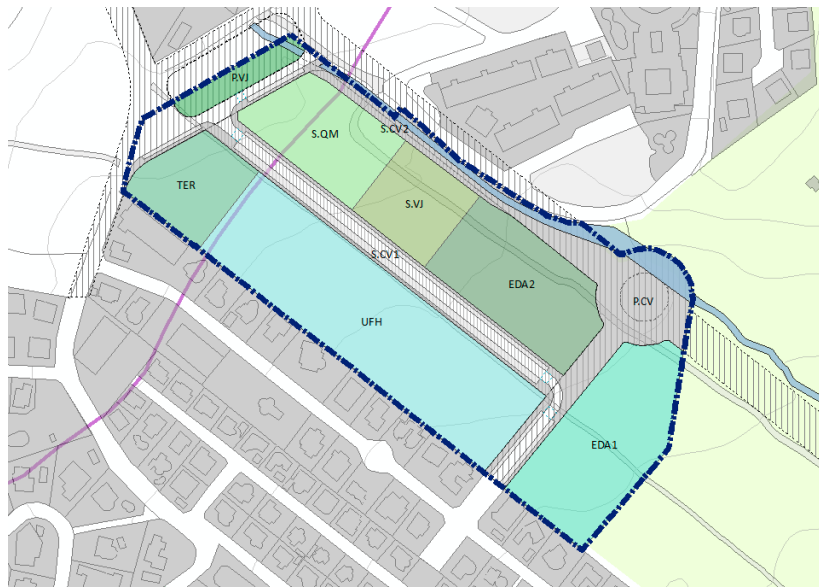 P.VJ
S.QM
S.CV2
TER
S.VJ
S.CV1
EDA2
P.CV
UFH
EDA1